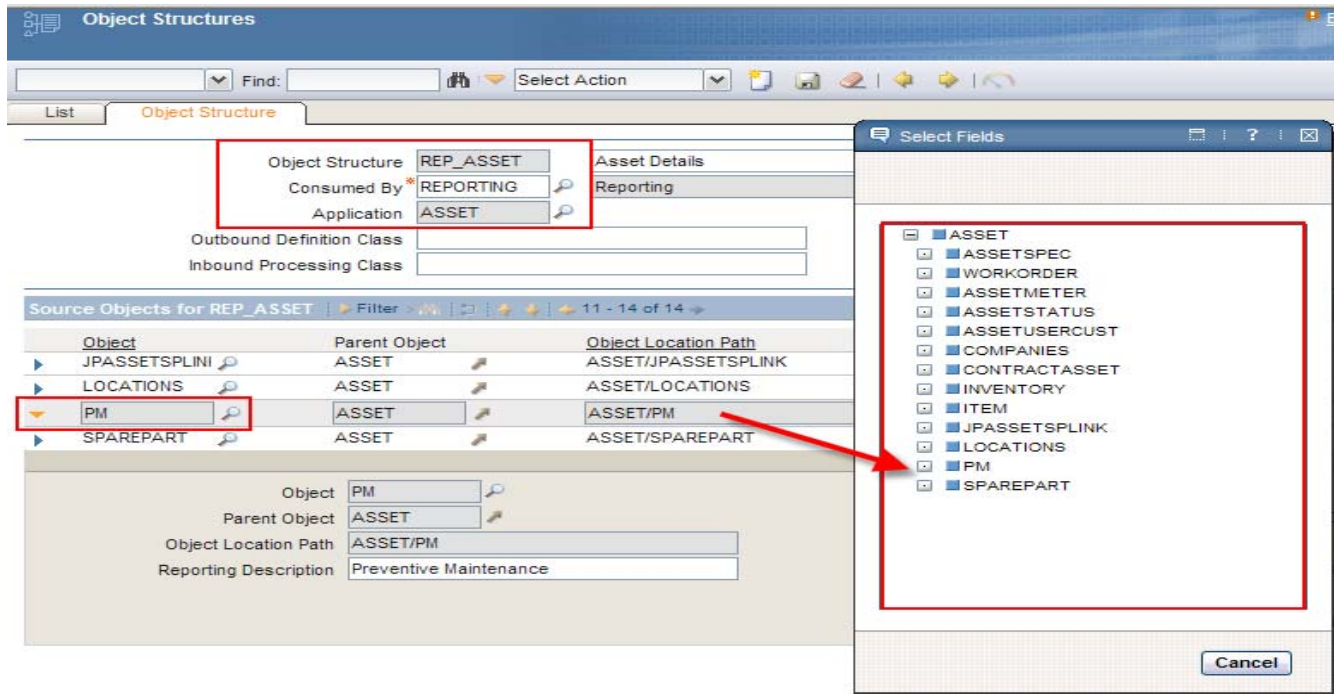 Object Structures
Find:
Select Action
List
Object Structure
Object Structure REP_ASSET Asset Details
Consumed By * REPORTING Reporting
Application ASSET
Outbound Definition Class
Inbound Processing Class
Source Objects for REP_ASSET Filter 11 - 14 of 14
Object Parent Object Object Location Path
JPASSETSPLINI ASSET ASSET/JPASSETSPLINK
LOCATIONS ASSET ASSET/LOCATIONS
PM ASSET ASSET/PM
SPAREPART ASSET ASSET/SPAREPART
Object PM
Parent Object ASSET
Object Location Path ASSET/PM
Reporting Description Preventive Maintenance
Select Fields ?
ASSET
ASSETSPEC
WORKORDER
ASSETMETER
ASSETSTATUS
ASSETUSERCUST
COMPANIES
CONTRACTASSET
INVENTORY
ITEM
JPASSETSPLINK
LOCATIONS
PM
SPAREPART
Cancel